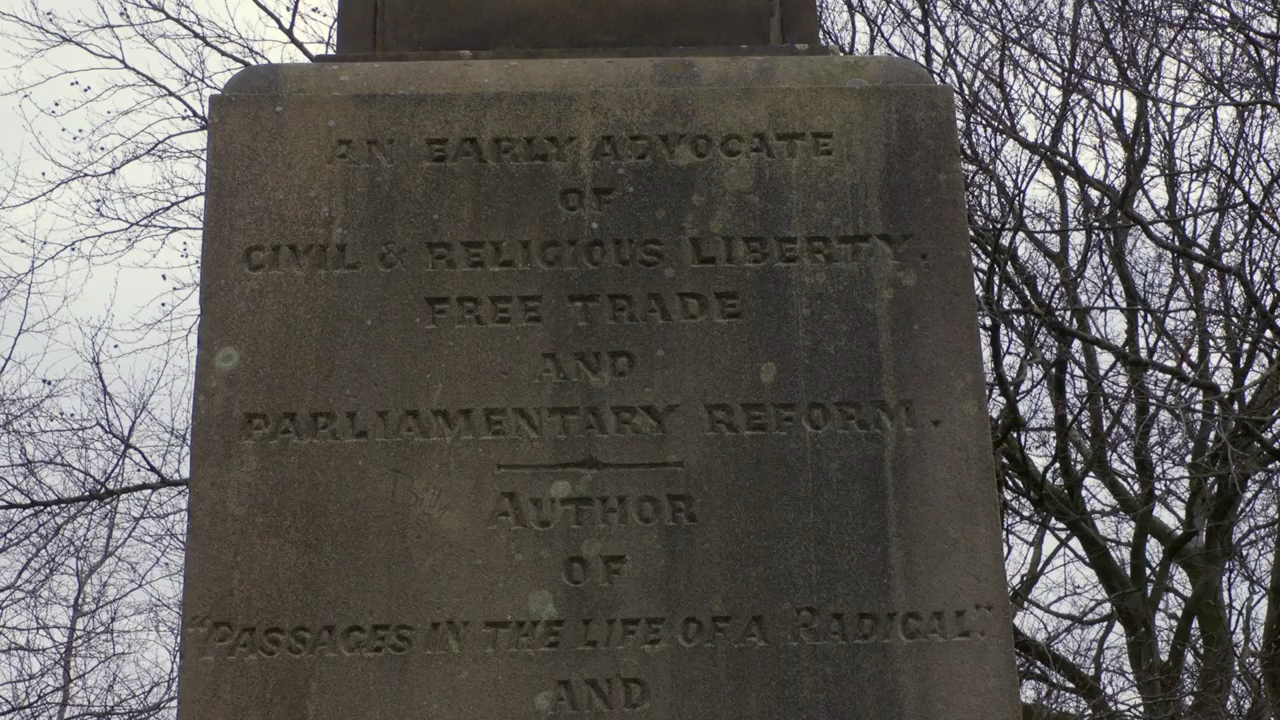 AN EARLY ADVOCATE
OF
CIVIL & RELIGIOUS LIBERTY.
FREE TRADE
AND
PARLIAMENTARY REFORM.
AUTHOR
OF
"PASSAGES IN THE LIFE OF A RADICAL."
AND